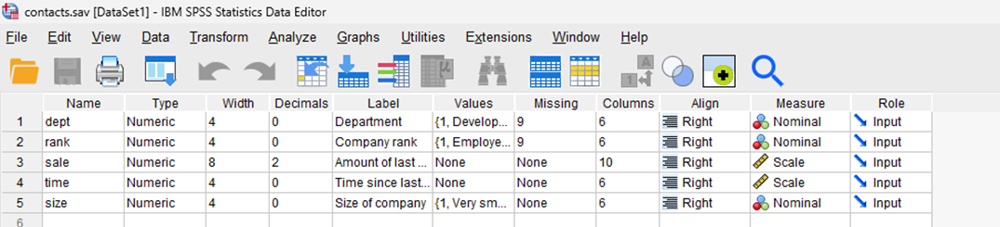 contacts.sav [DataSet1] - IBM SPSS Statistics Data Editor
File Edit View Data Transform Analyze Graphs Utilities Extensions Window Help
Name Type Width Decimals Label Values Missing Columns Align Measure Role
1 dept Numeric 4 0 Department {1, Develop... 9 6 Right Nominal Input
2 rank Numeric 4 0 Company rank {1, Employe... 9 6 Right Nominal Input
3 sale Numeric 8 2 Amount of last ... None None 10 Right Scale Input
4 time Numeric 4 0 Time since last... None None 6 Right Scale Input
5 size Numeric 4 0 Size of company {1, Very sm... None 6 Right Nominal Input
6